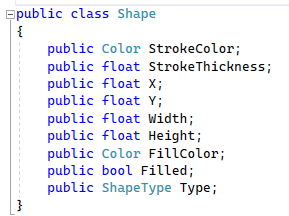 public class Shape
{
public Color StrokeColor;
public float StrokeThickness;
public float X;
public float Y;
public float Width;
public float Height;
public Color FillColor;
public bool Filled;
public ShapeType Type;
}